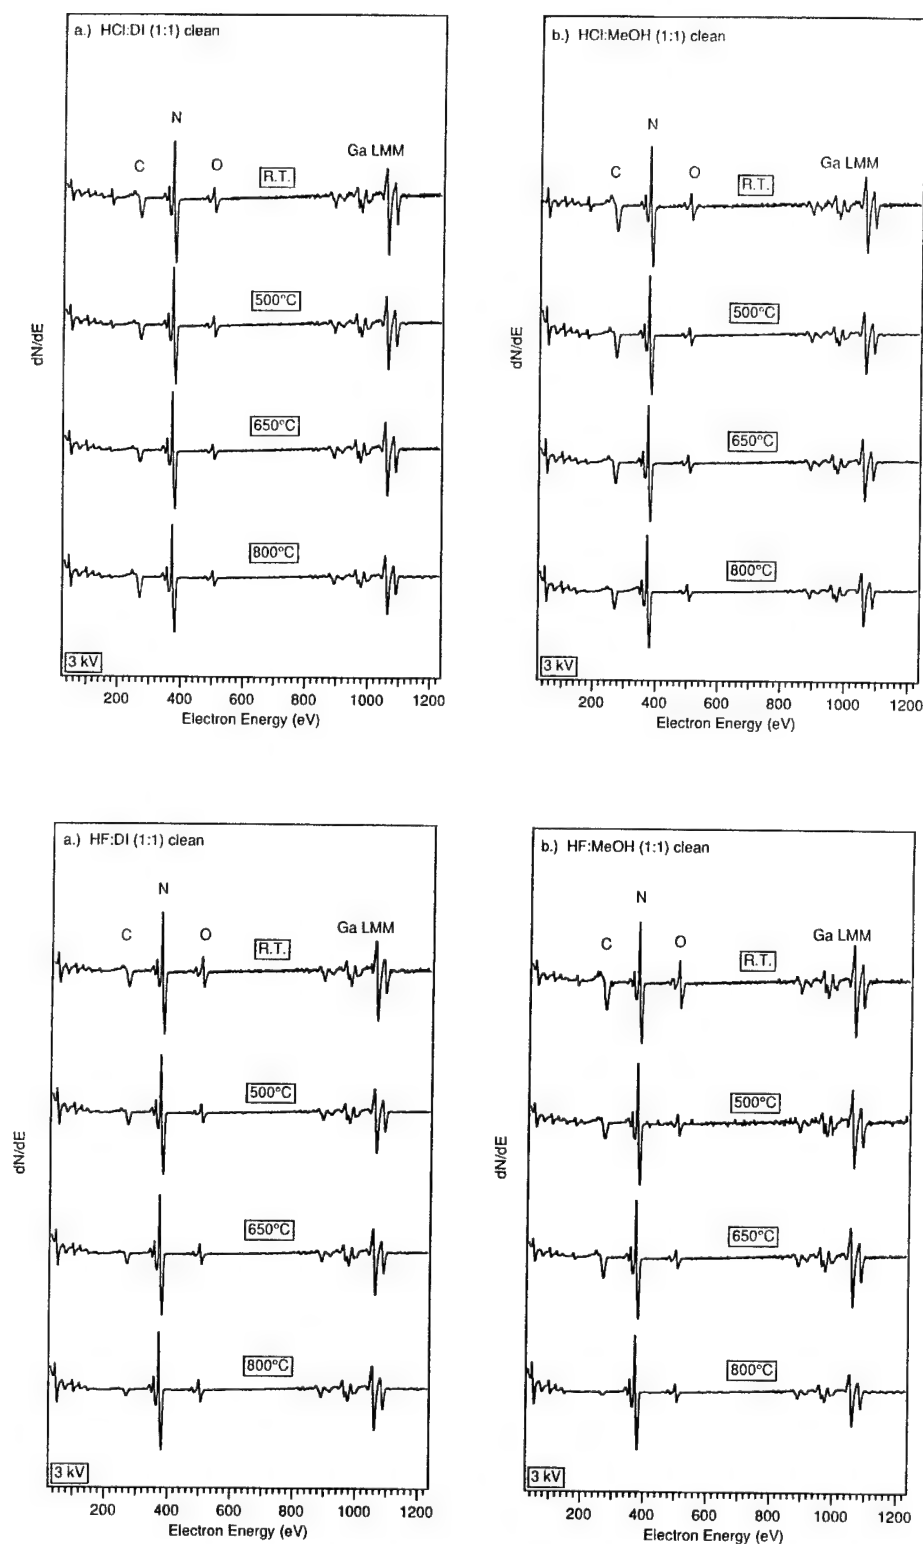 a.) HCl:DI (1:1) clean
N
C
O
Ga LMM
R.T.
500°C
650°C
800°C
3 kV
dN/dE
200 400 600 800 1000 1200
Electron Energy (eV)
b.) HCl:MeOH (1:1) clean
N
C
O
Ga LMM
R.T.
500°C
650°C
800°C
3 kV
dN/dE
200 400 600 800 1000 1200
Electron Energy (eV)
a.) HF:DI (1:1) clean
N
C
O
Ga LMM
R.T.
500°C
650°C
800°C
3 kV
dN/dE
200 400 600 800 1000 1200
Electron Energy (eV)
b.) HF:MeOH (1:1) clean
N
C
O
Ga LMM
R.T.
500°C
650°C
800°C
3 kV
dN/dE
200 400 600 800 1000 1200
Electron Energy (eV)